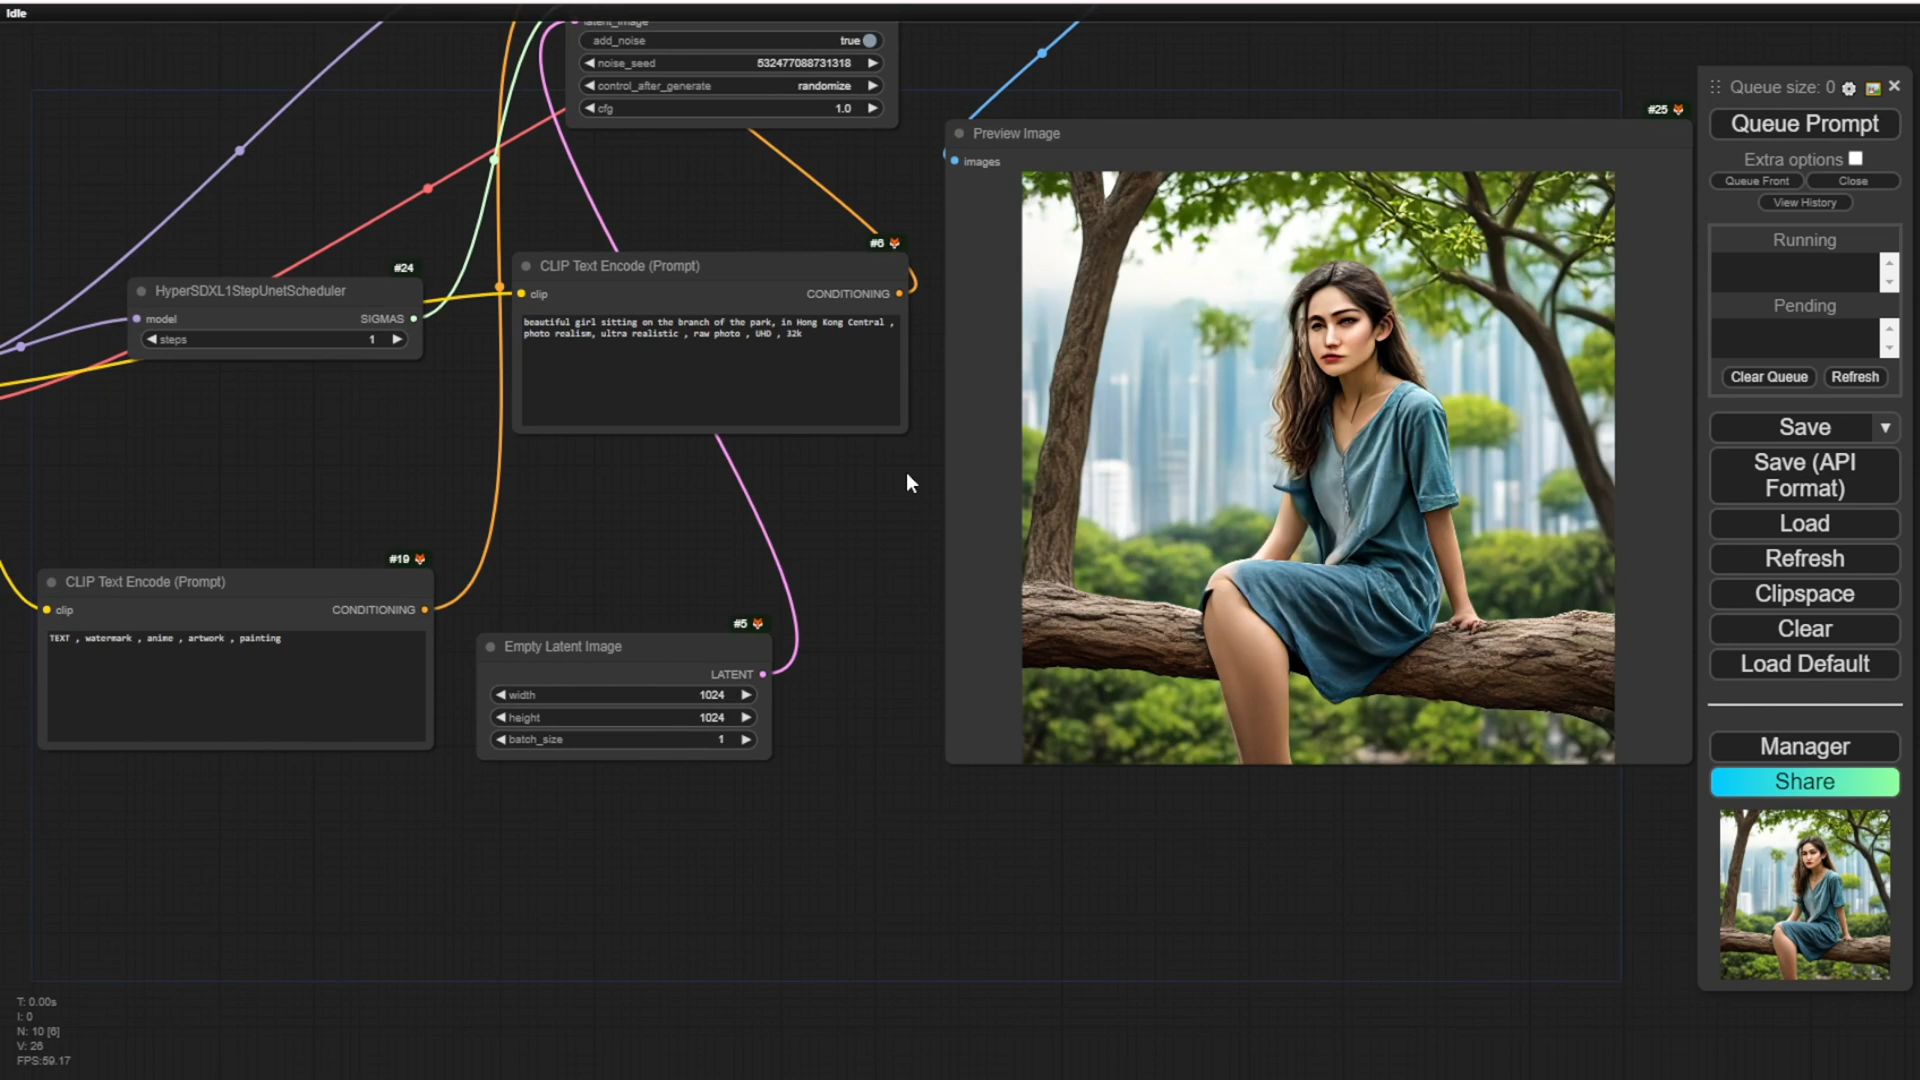 Idle
latent_image
add_noise true
noise_seed 532477088731318
control_after_generate randomize
cfg 1.0
#25
Preview Image
images
#6
CLIP Text Encode (Prompt)
clip CONDITIONING
beautiful girl sitting on the branch of the park, in Hong Kong Central ,
photo realism, ultra realistic , raw photo , UHD , 32k
#24
HyperSDXL1StepUnetScheduler
model SIGMAS
steps 1
#19
CLIP Text Encode (Prompt)
clip CONDITIONING
TEXT , watermark , anime , artwork , painting
#5
Empty Latent Image
LATENT
width 1024
height 1024
batch_size 1
Queue size: 0
Queue Prompt
Extra options
Queue Front Close
View History
Running
Pending
Clear Queue Refresh
Save
Save (API
Format)
Load
Refresh
Clipspace
Clear
Load Default
Manager
Share
T: 0.00s
I: 0
N: 10 [6]
V: 26
FPS:59.17